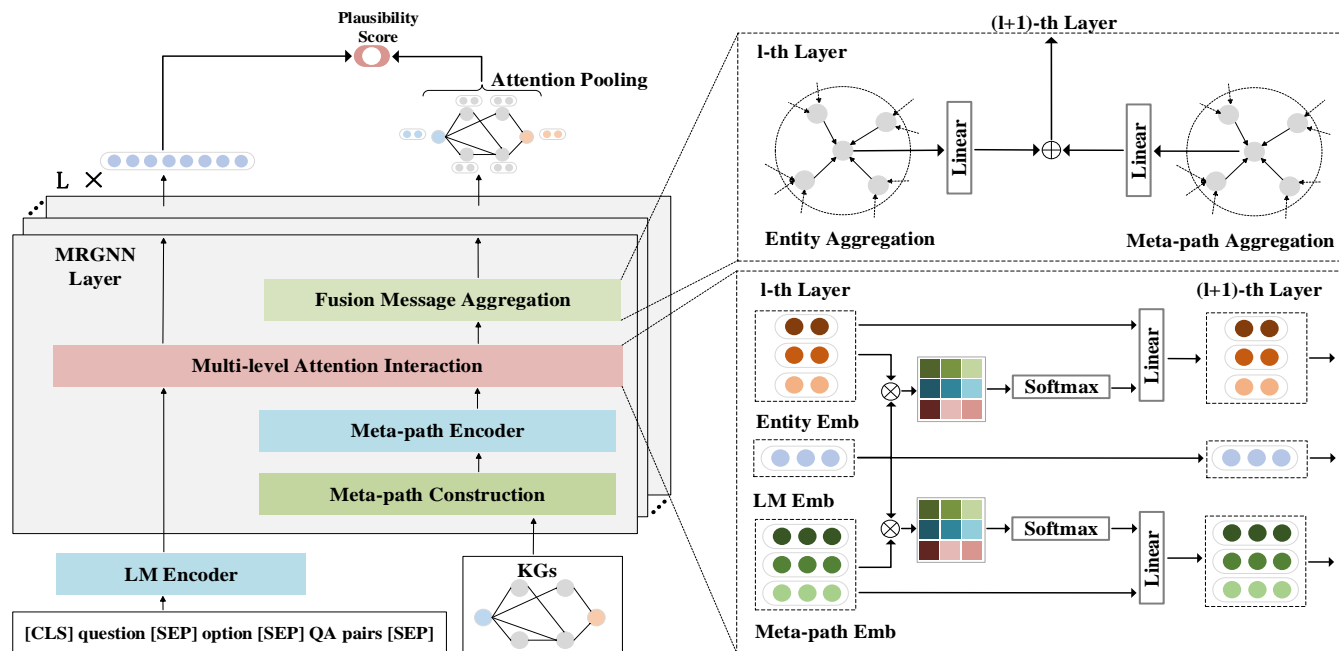 Plausibility
Score
Attention Pooling
L ×
MRGNN
Layer
Fusion Message Aggregation
Multi-level Attention Interaction
Meta-path Encoder
Meta-path Construction
LM Encoder
KGs
[CLS] question [SEP] option [SEP] QA pairs [SEP]
(l+1)-th Layer
l-th Layer
Linear
Linear
Entity Aggregation
Meta-path Aggregation
l-th Layer
(l+1)-th Layer
Linear
Softmax
Entity Emb
LM Emb
Softmax
Linear
Meta-path Emb